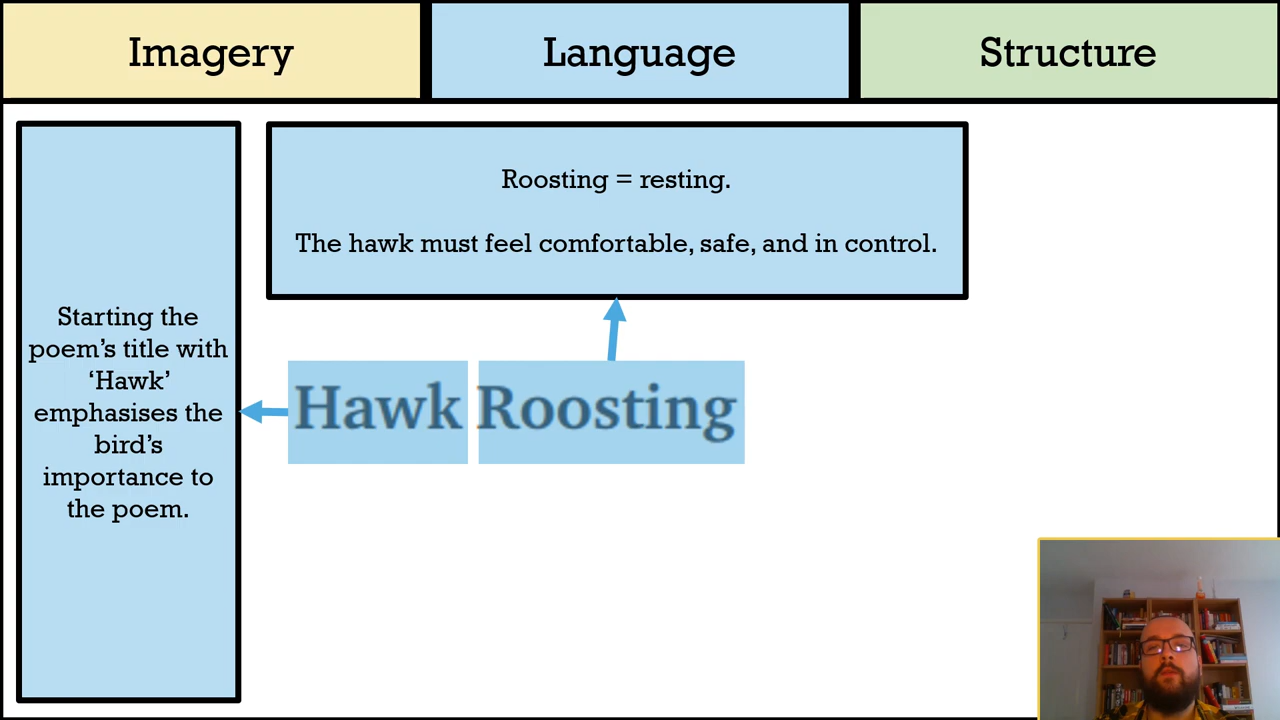 Imagery
Language
Structure
Starting the
poem's title with
‘Hawk’
emphasises the
bird's
importance to
the poem.
Roosting = resting.
The hawk must feel comfortable, safe, and in control.
Hawk Roosting